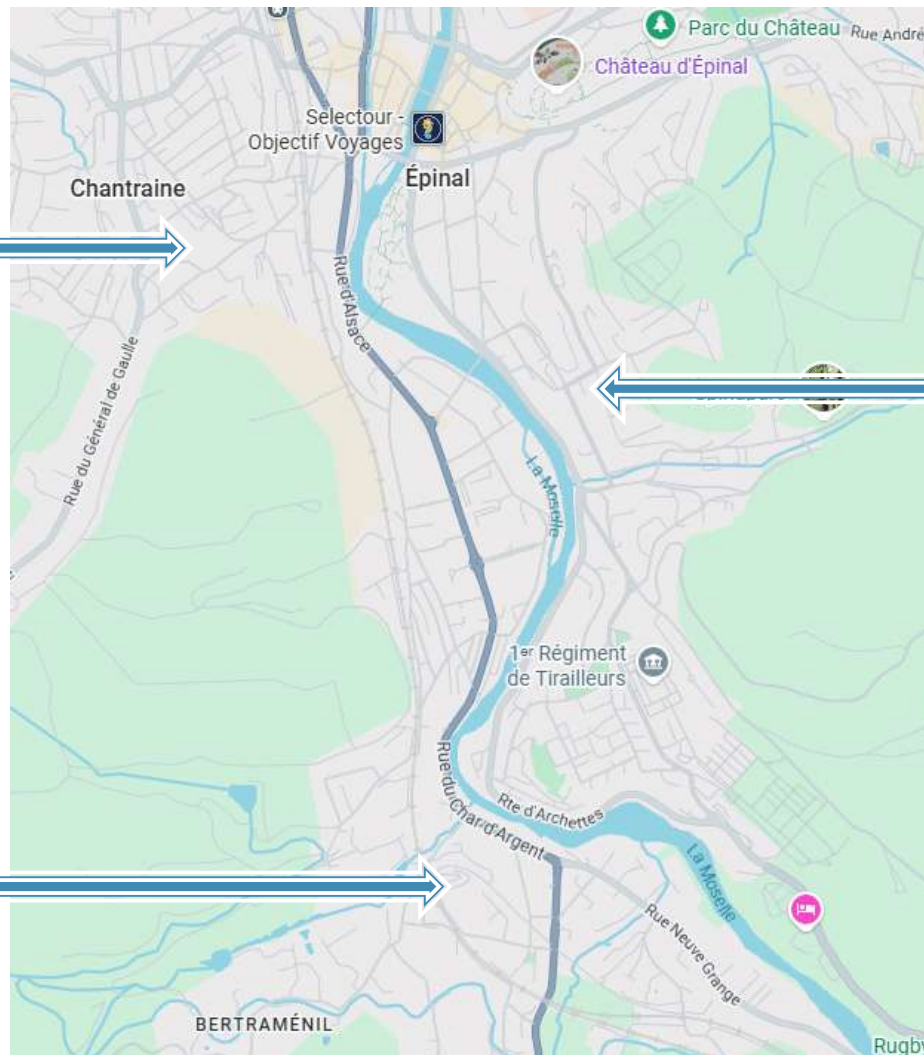 Parc du Château
Rue André
Château d'Épinal
Selectour -
Objectif Voyages
Épinal
Chantraine
Rue d'Alsace
Rue du Général de Gaulle
La Moselle
1er Régiment
de Tirailleurs
Rue du Char d'Argent
Rte d'Archettes
La Moselle
Rue Neuve Grange
BERTRAMÉNIL
Rugby